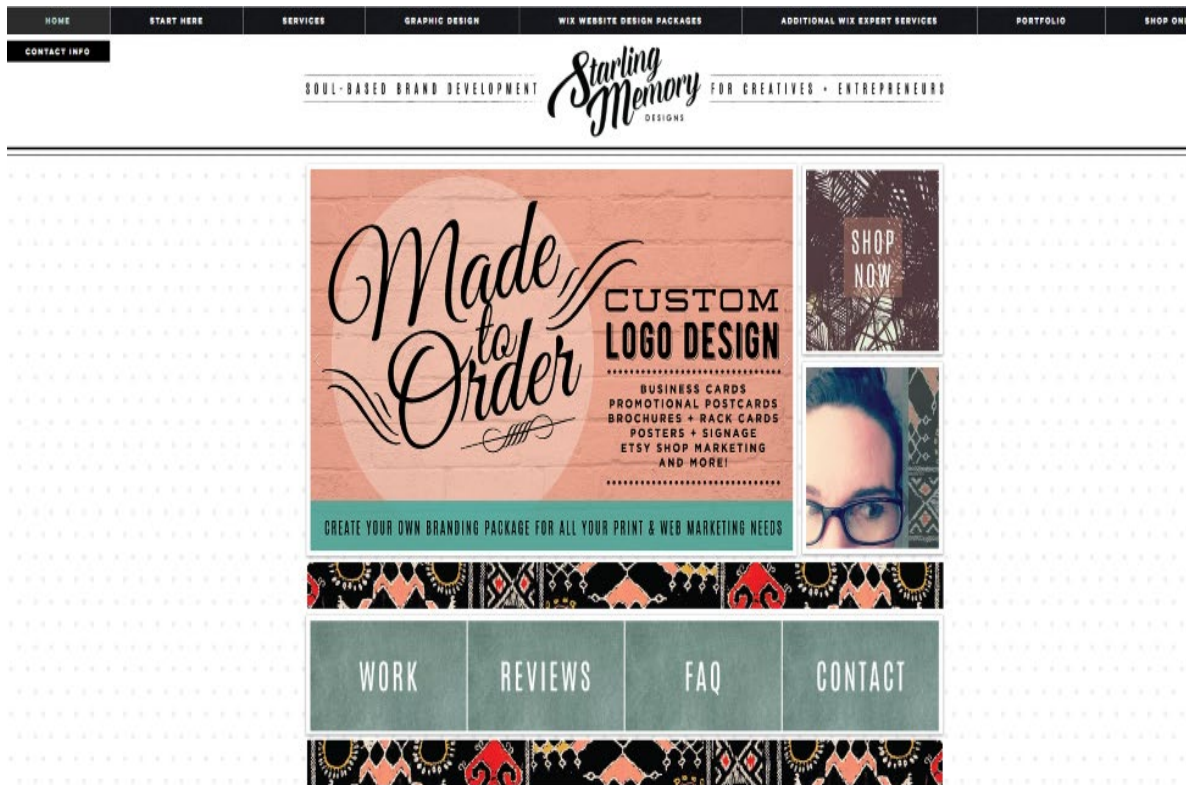 HOME START HERE SERVICES GRAPHIC DESIGN WIX WEBSITE DESIGN PACKAGES ADDITIONAL WIX EXPERT SERVICES PORTFOLIO SHOP ONL
CONTACT INFO
SOUL-BASED BRAND DEVELOPMENT Starling Memory DESIGNS FOR CREATIVES + ENTREPRENEURS
Made
to
Order
CUSTOM
LOGO DESIGN
BUSINESS CARDS
PROMOTIONAL POSTCARDS
BROCHURES + RACK CARDS
POSTERS + SIGNAGE
ETSY SHOP MARKETING
AND MORE!
CREATE YOUR OWN BRANDING PACKAGE FOR ALL YOUR PRINT & WEB MARKETING NEEDS
SHOP
NOW
WORK REVIEWS FAQ CONTACT